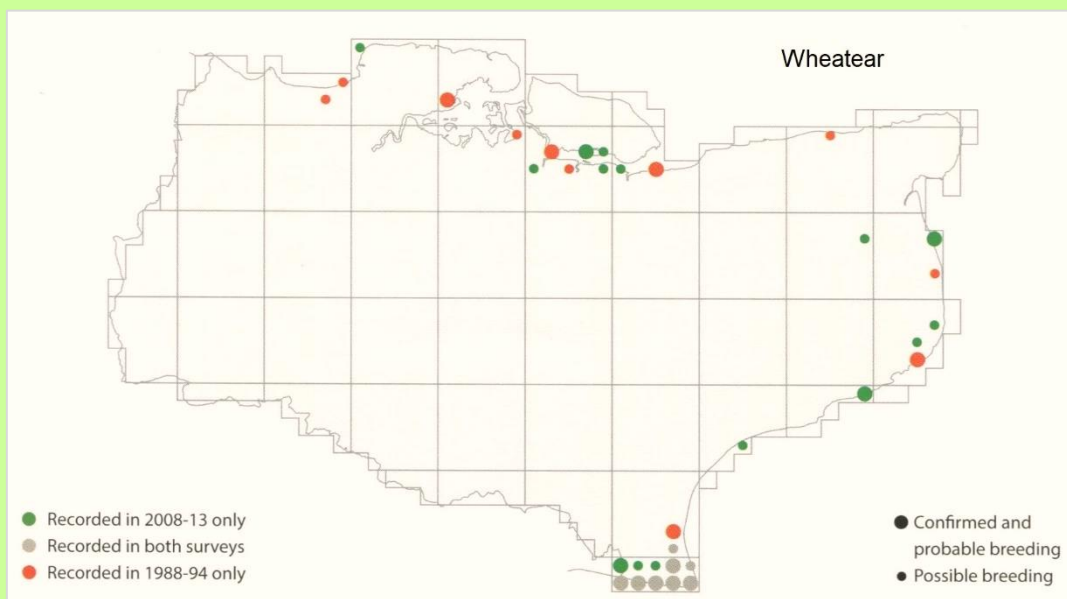 Wheatear
Recorded in 2008-13 only
Recorded in both surveys
Recorded in 1988-94 only
Confirmed and
probable breeding
Possible breeding